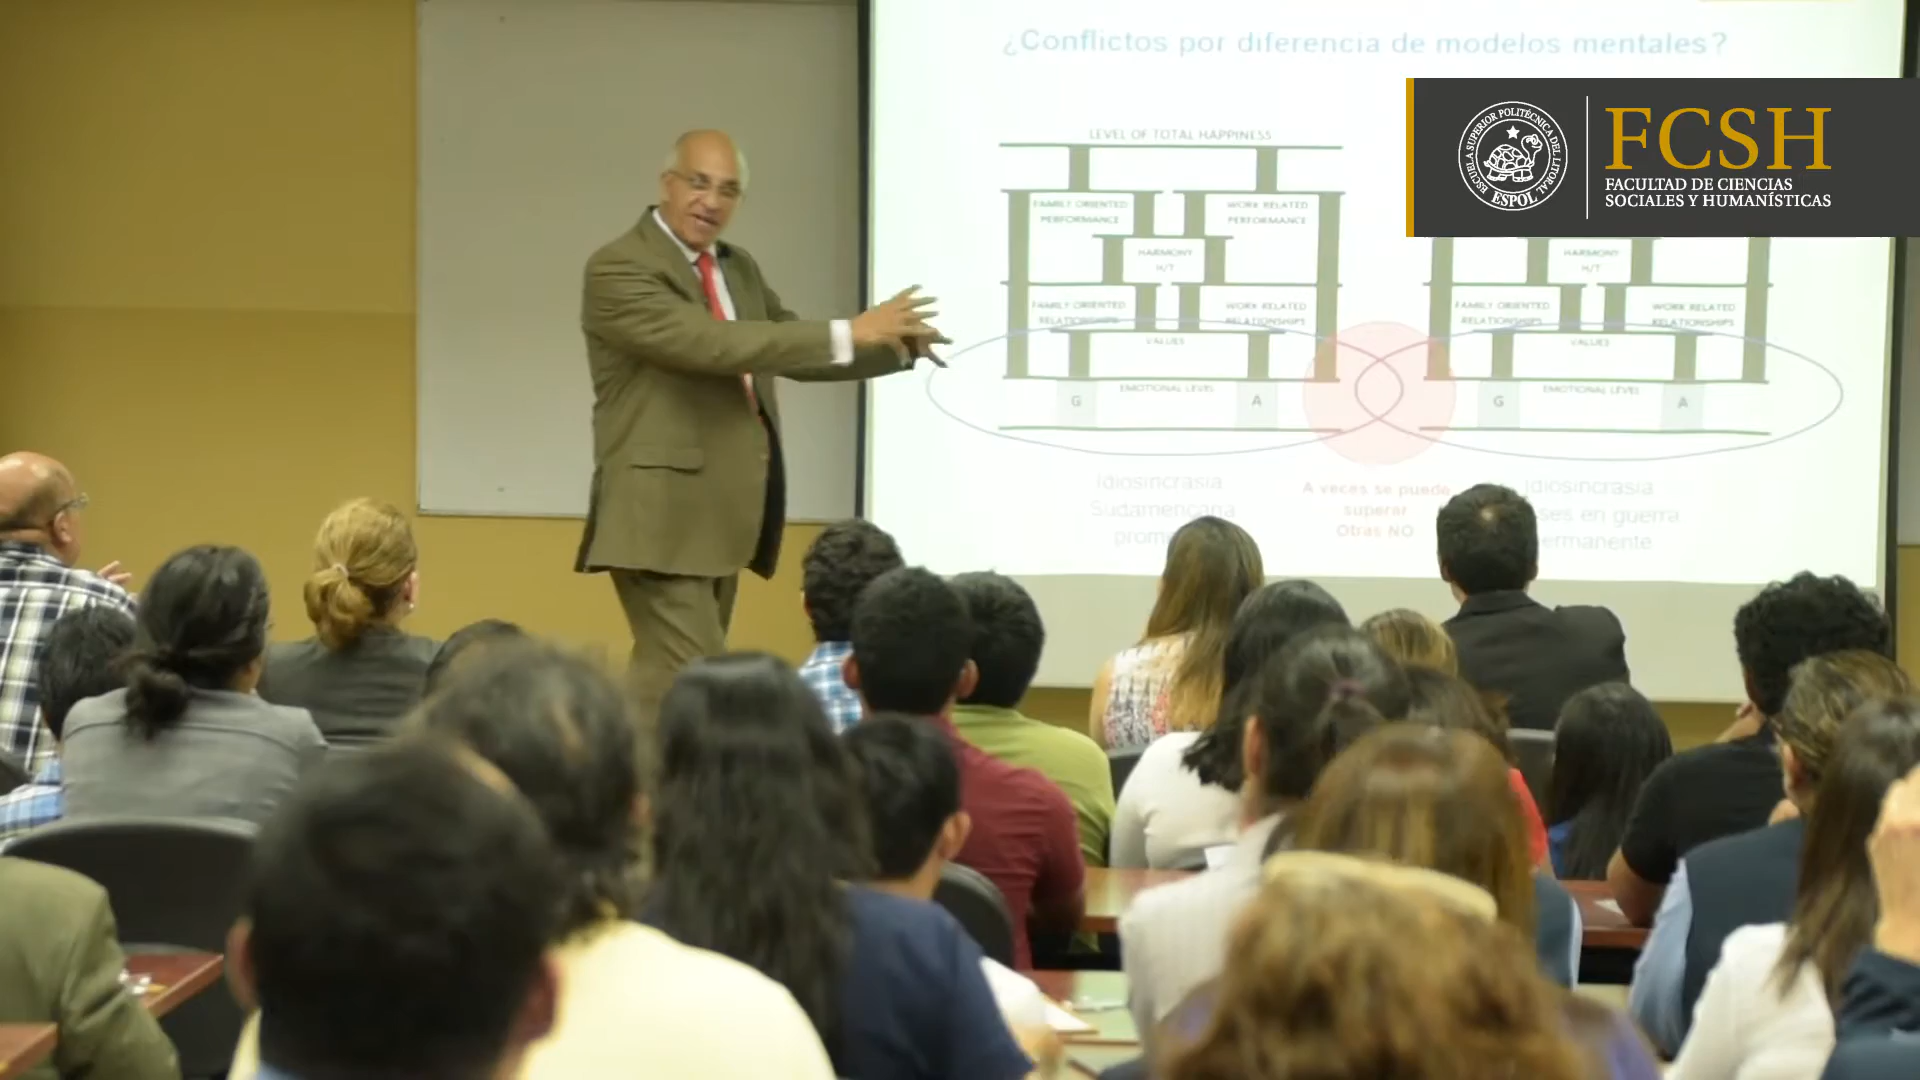 ¿Conflictos por diferencia de modelos mentales?
LEVEL OF TOTAL HAPPINESS
FAMILY ORIENTED
PERFORMANCE
WORK RELATED
PERFORMANCE
HARMONY
H/T
FAMILY ORIENTED
RELATIONSHIPS
WORK RELATED
RELATIONSHIPS
VALUES
EMOTIONAL LEVEL
G
A
HARMONY
H/T
FAMILY ORIENTED
RELATIONSHIPS
WORK RELATED
RELATIONSHIPS
VALUES
EMOTIONAL LEVEL
G
A
Idiosincrasia
Sudamericana
A veces se puede
superar
Otras NO
Idiosincrasia
en guerra
ESCUELA SUPERIOR POLITÉCNICA DEL LITORAL
ESPOL
FCSH
FACULTAD DE CIENCIAS
SOCIALES Y HUMANÍSTICAS